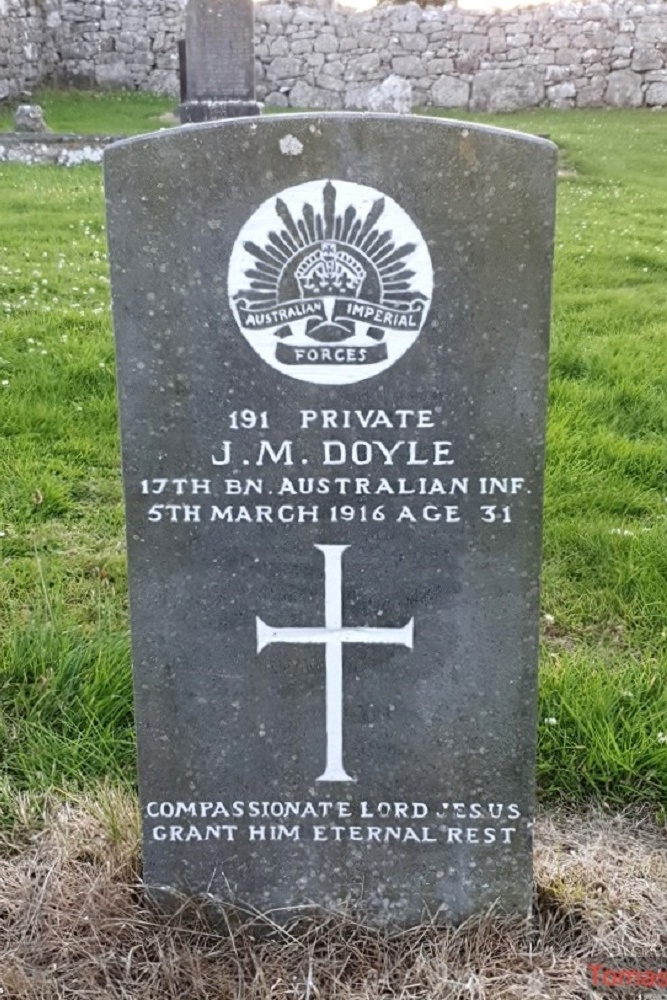 AUSTRALIAN IMPERIAL
FORCES
191 PRIVATE
J.M. DOYLE
17TH BN. AUSTRALIAN INF.
5TH MARCH 1916 AGE 31
COMPASSIONATE LORD JESUS
GRANT HIM ETERNAL REST